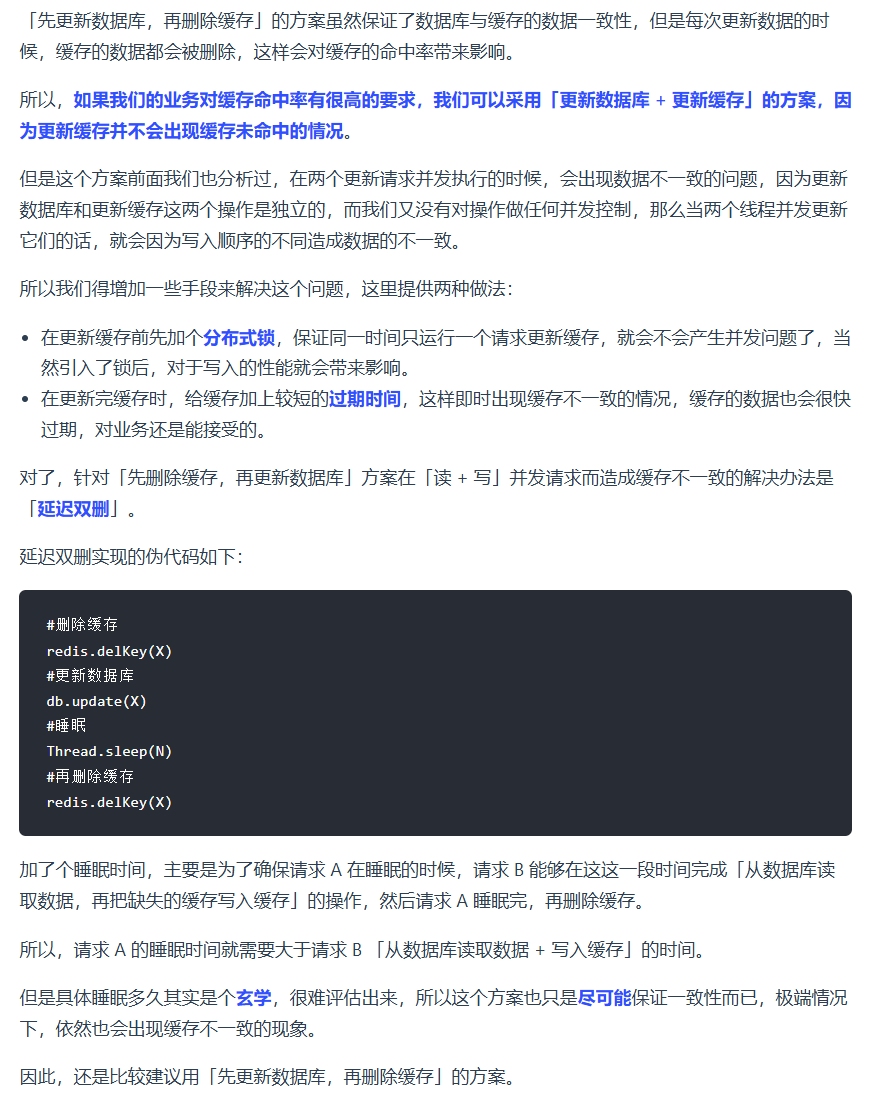 「先更新数据库，再删除缓存」的方案虽然保证了数据库与缓存的数据一致性，但是每次更新数据的时
候，缓存的数据都会被删除，这样会对缓存的命中率带来影响。
所以，如果我们的业务对缓存命中率有很高的要求，我们可以采用「更新数据库 + 更新缓存」的方案，因
为更新缓存并不会出现缓存未命中的情况。
但是这个方案前面我们也分析过，在两个更新请求并发执行的时候，会出现数据不一致的问题，因为更新
数据库和更新缓存这两个操作是独立的，而我们又没有对操作做任何并发控制，那么当两个线程并发更新
它们的话，就会因为写入顺序的不同造成数据的不一致。
所以我们得增加一些手段来解决这个问题，这里提供两种做法：
• 在更新缓存前先加个分布式锁，保证同一时间只运行一个请求更新缓存，就会不会产生并发问题了，当
然引入了锁后，对于写入的性能就会带来影响。
• 在更新完缓存时，给缓存加上较短的过期时间，这样即时出现缓存不一致的情况，缓存的数据也会很快
过期，对业务还是能接受的。
对了，针对「先删除缓存，再更新数据库」方案在「读 + 写」并发请求而造成缓存不一致的解决办法是
「延迟双删」。
延迟双删实现的伪代码如下：
#删除缓存
redis.delKey(X)
#更新数据库
db.update(X)
#睡眠
Thread.sleep(N)
#再删除缓存
redis.delKey(X)
加了个睡眠时间，主要是为了确保请求 A 在睡眠的时候，请求 B 能够在这这一段时间完成「从数据库读
取数据，再把缺失的缓存写入缓存」的操作，然后请求 A 睡眠完，再删除缓存。
所以，请求 A 的睡眠时间就需要大于请求 B 「从数据库读取数据 + 写入缓存」的时间。
但是具体睡眠多久其实是个玄学，很难评估出来，所以这个方案也只是尽可能保证一致性而已，极端情况
下，依然也会出现缓存不一致的现象。
因此，还是比较建议用「先更新数据库，再删除缓存」的方案。